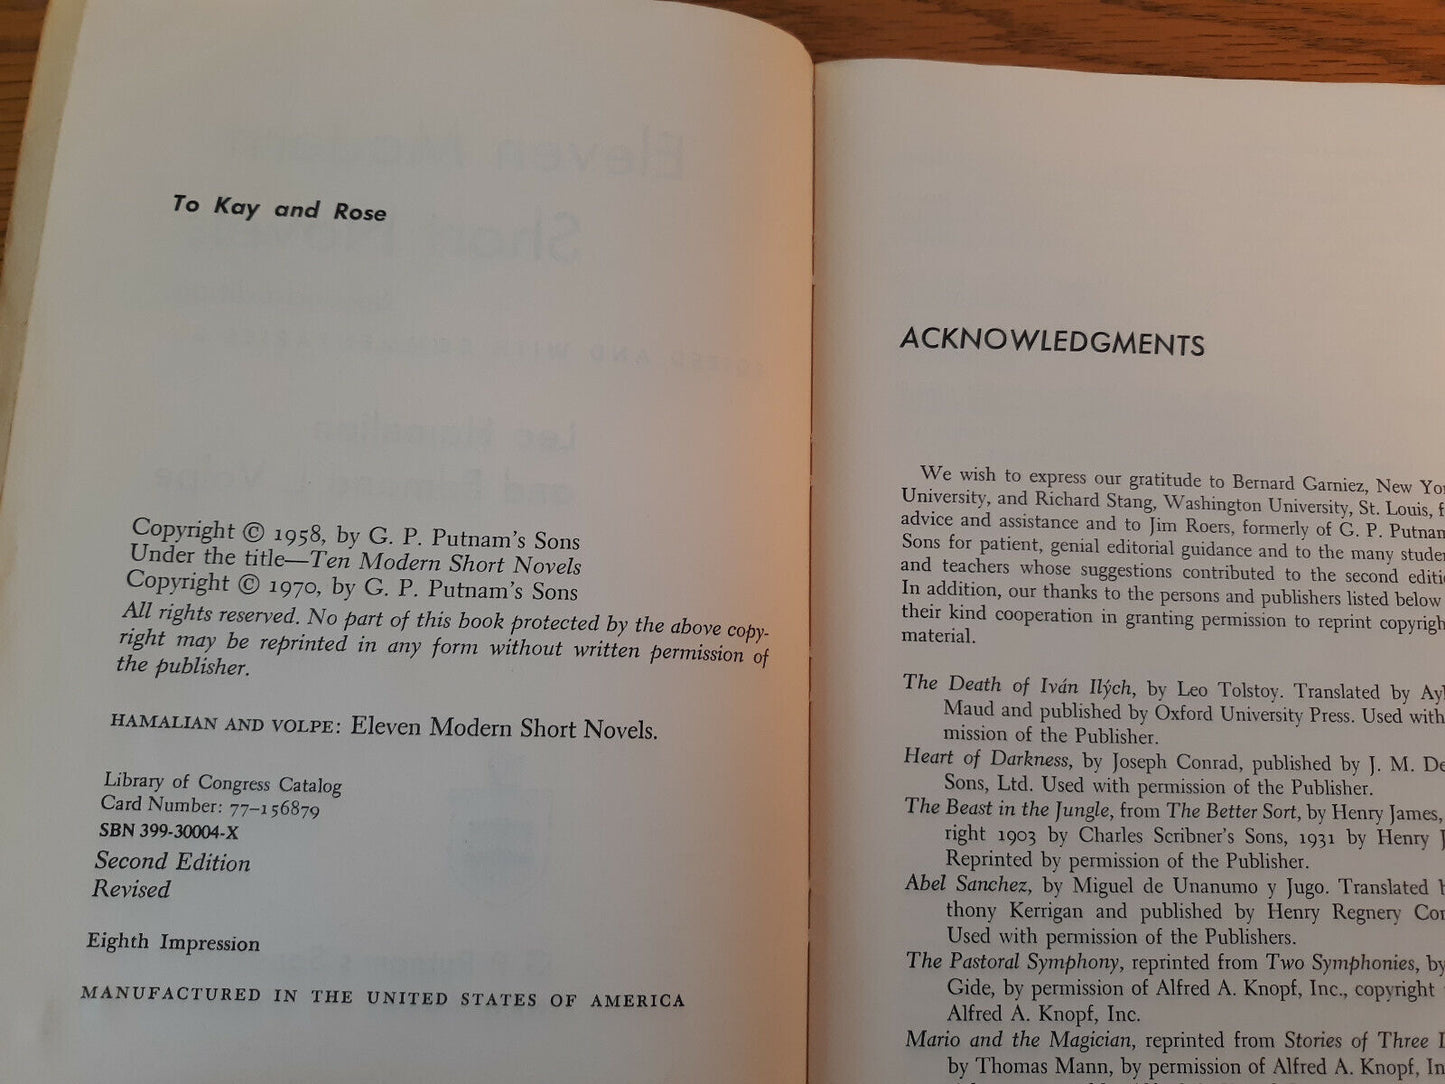 To Kay and Rose
Copyright © 1958, by G. P. Putnam's Sons
Under the title—Ten Modern Short Novels
Copyright © 1970, by G. P. Putnam's Sons
All rights reserved. No part of this book protected by the above copy-
right may be reprinted in any form without written permission of
the publisher.
HAMALIAN AND VOLPE: Eleven Modern Short Novels.
Library of Congress Catalog
Card Number: 77–156879
SBN 399-30004-X
Second Edition
Revised
Eighth Impression
MANUFACTURED IN THE UNITED STATES OF AMERICA
ACKNOWLEDGMENTS
We wish to express our gratitude to Bernard Garniez, New Yor
University, and Richard Stang, Washington University, St. Louis, f
advice and assistance and to Jim Roers, formerly of G. P. Putnam
Sons for patient, genial editorial guidance and to the many studen
and teachers whose suggestions contributed to the second editi
In addition, our thanks to the persons and publishers listed below
their kind cooperation in granting permission to reprint copyrigh
material.
The Death of Iván Ilých, by Leo Tolstoy. Translated by Ayl
Maud and published by Oxford University Press. Used with
mission of the Publisher.
Heart of Darkness, by Joseph Conrad, published by J. M. De
Sons, Ltd. Used with permission of the Publisher.
The Beast in the Jungle, from The Better Sort, by Henry James,
right 1903 by Charles Scribner's Sons, 1931 by Henry J
Reprinted by permission of the Publisher.
Abel Sanchez, by Miguel de Unanumo y Jugo. Translated b
thony Kerrigan and published by Henry Regnery Com
Used with permission of the Publishers.
The Pastoral Symphony, reprinted from Two Symphonies, by
Gide, by permission of Alfred A. Knopf, Inc., copyright
Alfred A. Knopf, Inc.
Mario and the Magician, reprinted from Stories of Three D
by Thomas Mann, by permission of Alfred A. Knopf, In